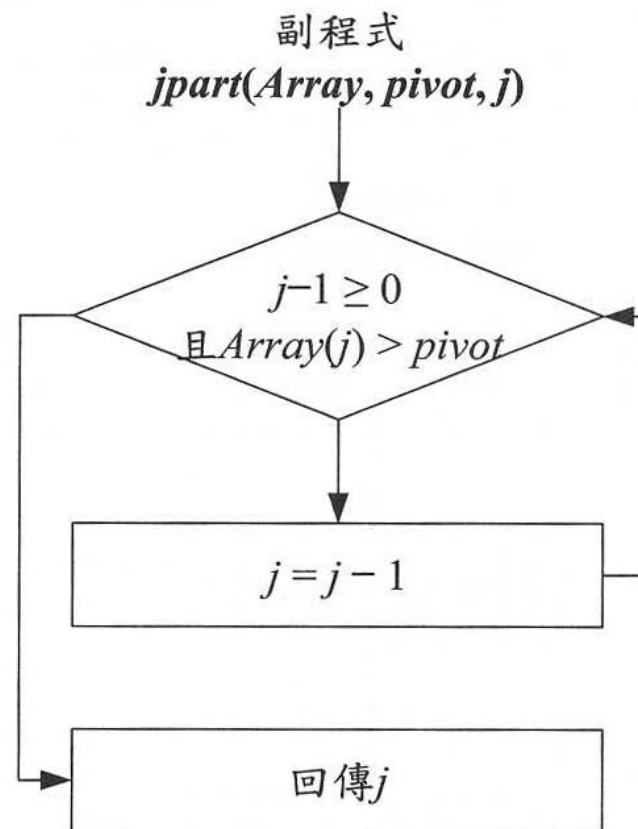 副程式
jpart(Array, pivot, j)
j−1 ≥ 0
且Array(j) > pivot
j = j − 1
回傳j